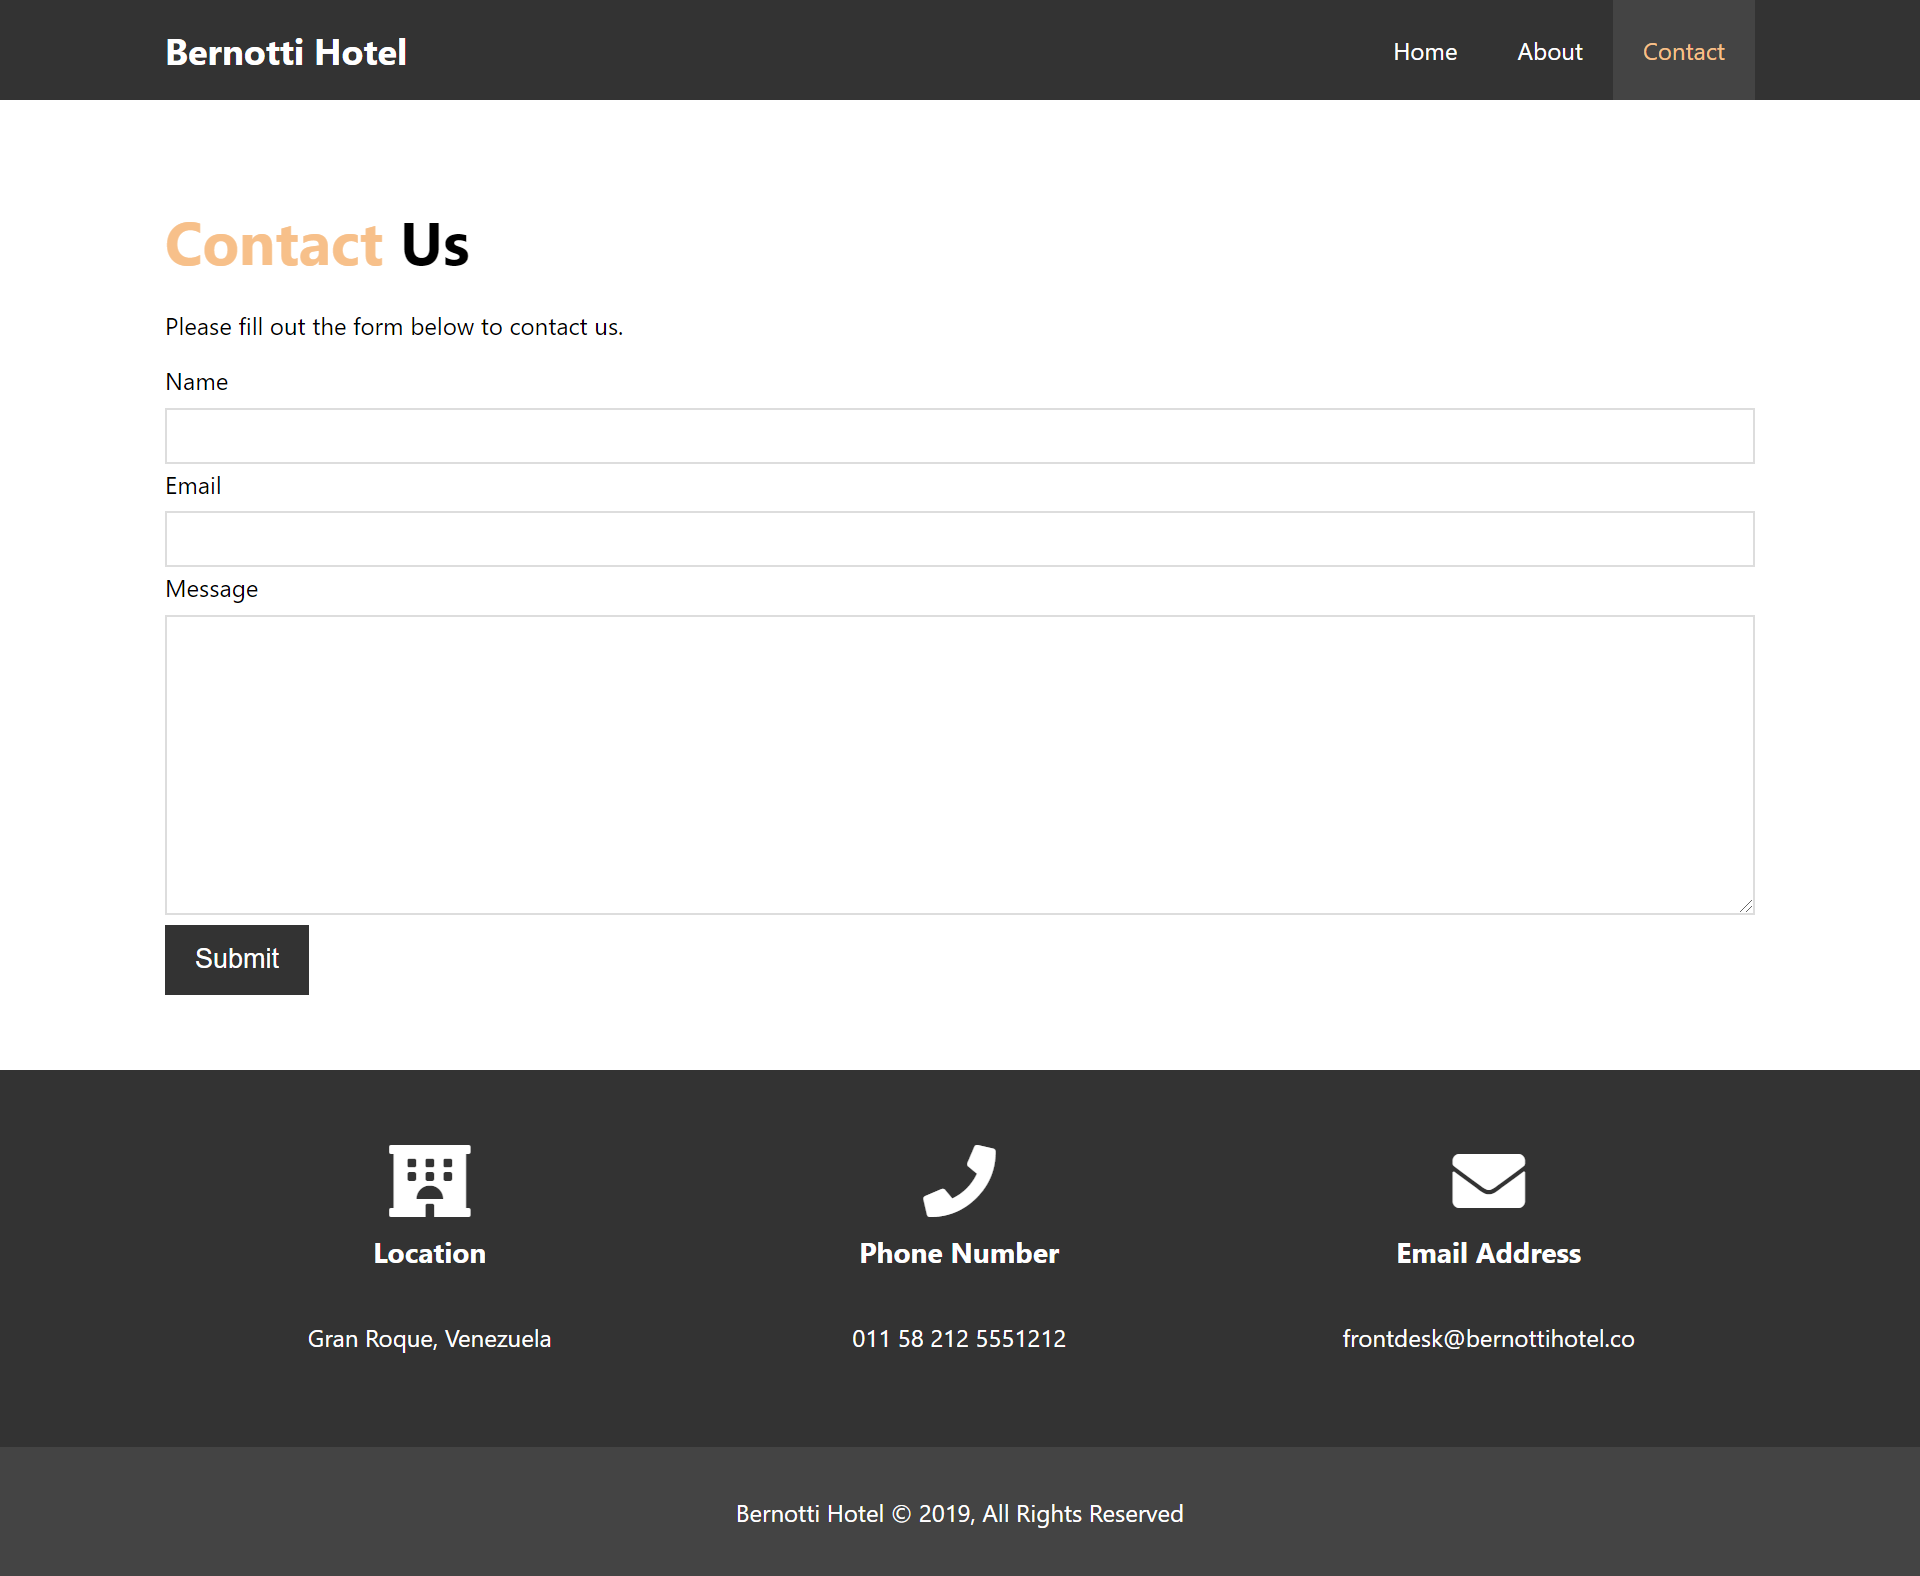 Bernotti Hotel
Home About Contact
Contact Us
Please fill out the form below to contact us.
Name
Email
Message
Submit
Location
Gran Roque, Venezuela
Phone Number
011 58 212 5551212
Email Address
frontdesk@bernottihotel.co
Bernotti Hotel © 2019, All Rights Reserved